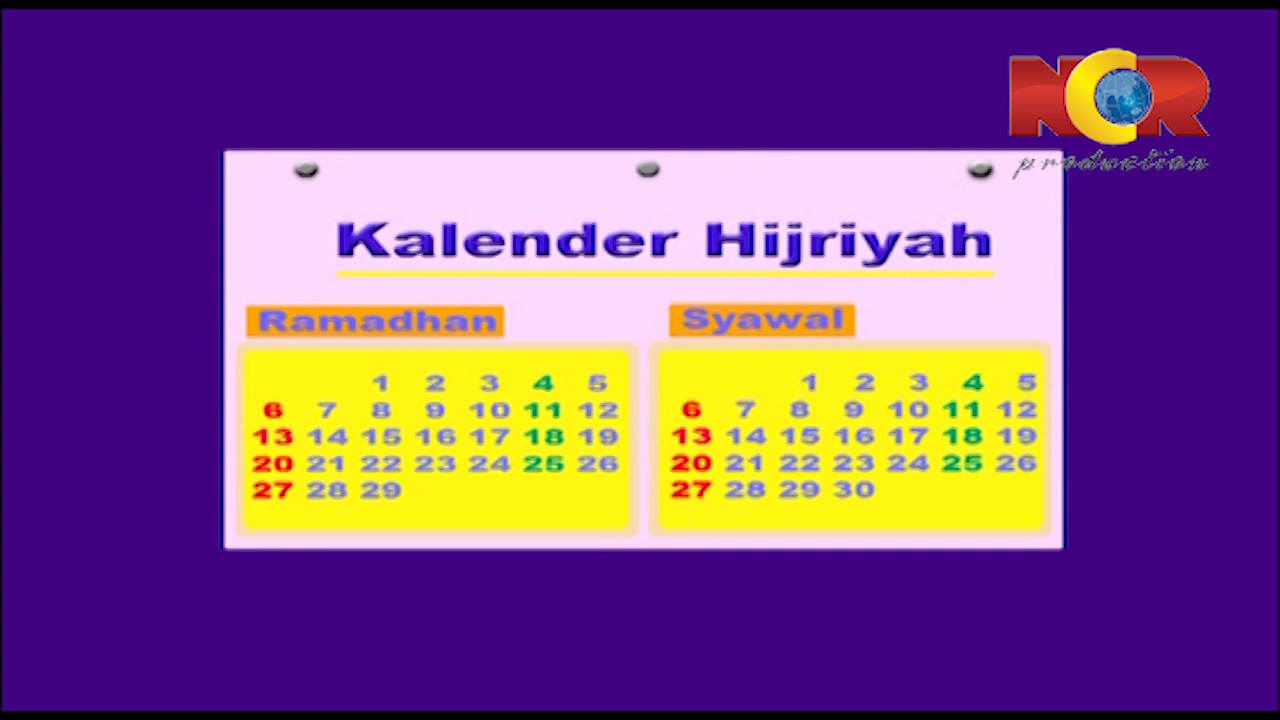 NCR
production
Kalender Hijriyah
Ramadhan
1 2 3 4 5
6 7 8 9 10 11 12
13 14 15 16 17 18 19
20 21 22 23 24 25 26
27 28 29
Syawal
1 2 3 4 5
6 7 8 9 10 11 12
13 14 15 16 17 18 19
20 21 22 23 24 25 26
27 28 29 30